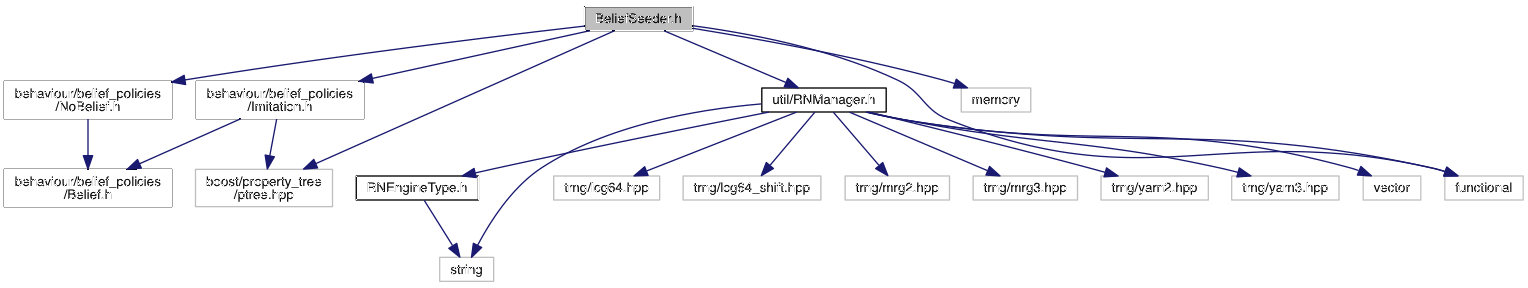 BeliefSeeder.h
behaviour/belief_policies
/NoBelief.h
behaviour/belief_policies
/Imitation.h
util/RNManager.h
memory
behaviour/belief_policies
/Belief.h
boost/property_tree
/ptree.hpp
RNEngineType.h
trng/lcg64.hpp
trng/lcg64_shift.hpp
trng/mrg2.hpp
trng/mrg3.hpp
trng/yarn2.hpp
trng/yarn3.hpp
vector
functional
string